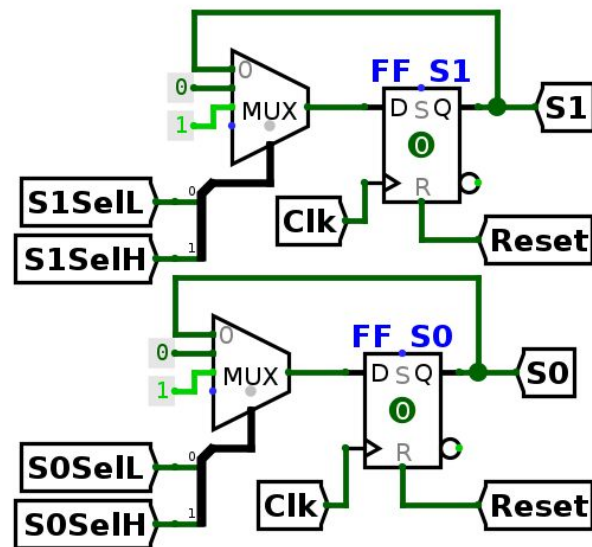 FF_S1
0
0
1
MUX
D S Q
0
R
S1
S1SelL
0
S1SelH
1
Clk
Reset
FF_S0
0
0
1
MUX
D S Q
0
R
S0
S0SelL
0
S0SelH
1
Clk
Reset